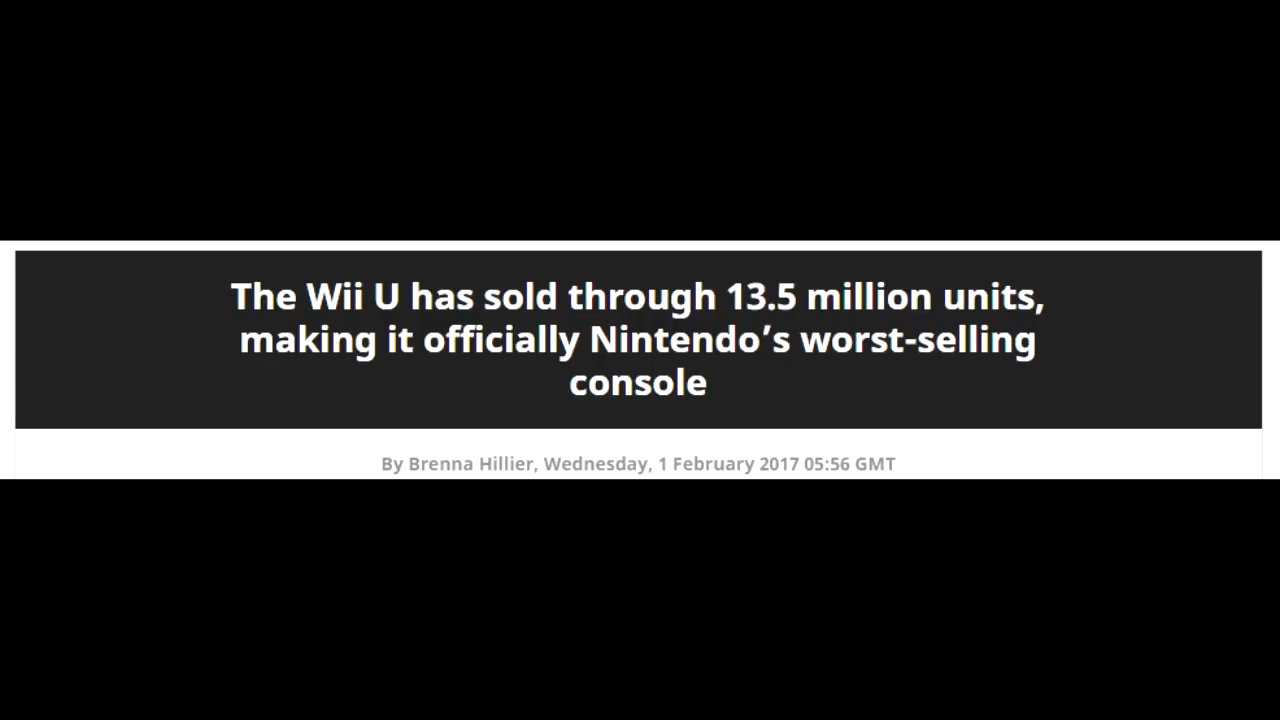 The Wii U has sold through 13.5 million units,
making it officially Nintendo’s worst-selling
console
By Brenna Hillier, Wednesday, 1 February 2017 05:56 GMT